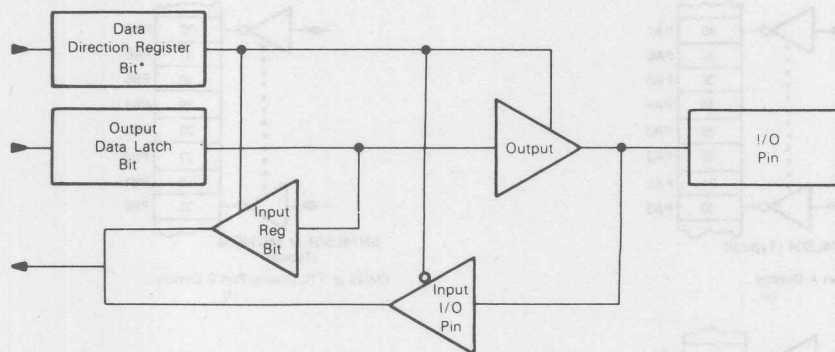 Data
Direction Register
Bit*
Output
Data Latch
Bit
Output
I/O
Pin
Input
Reg
Bit
Input
I/O
Pin